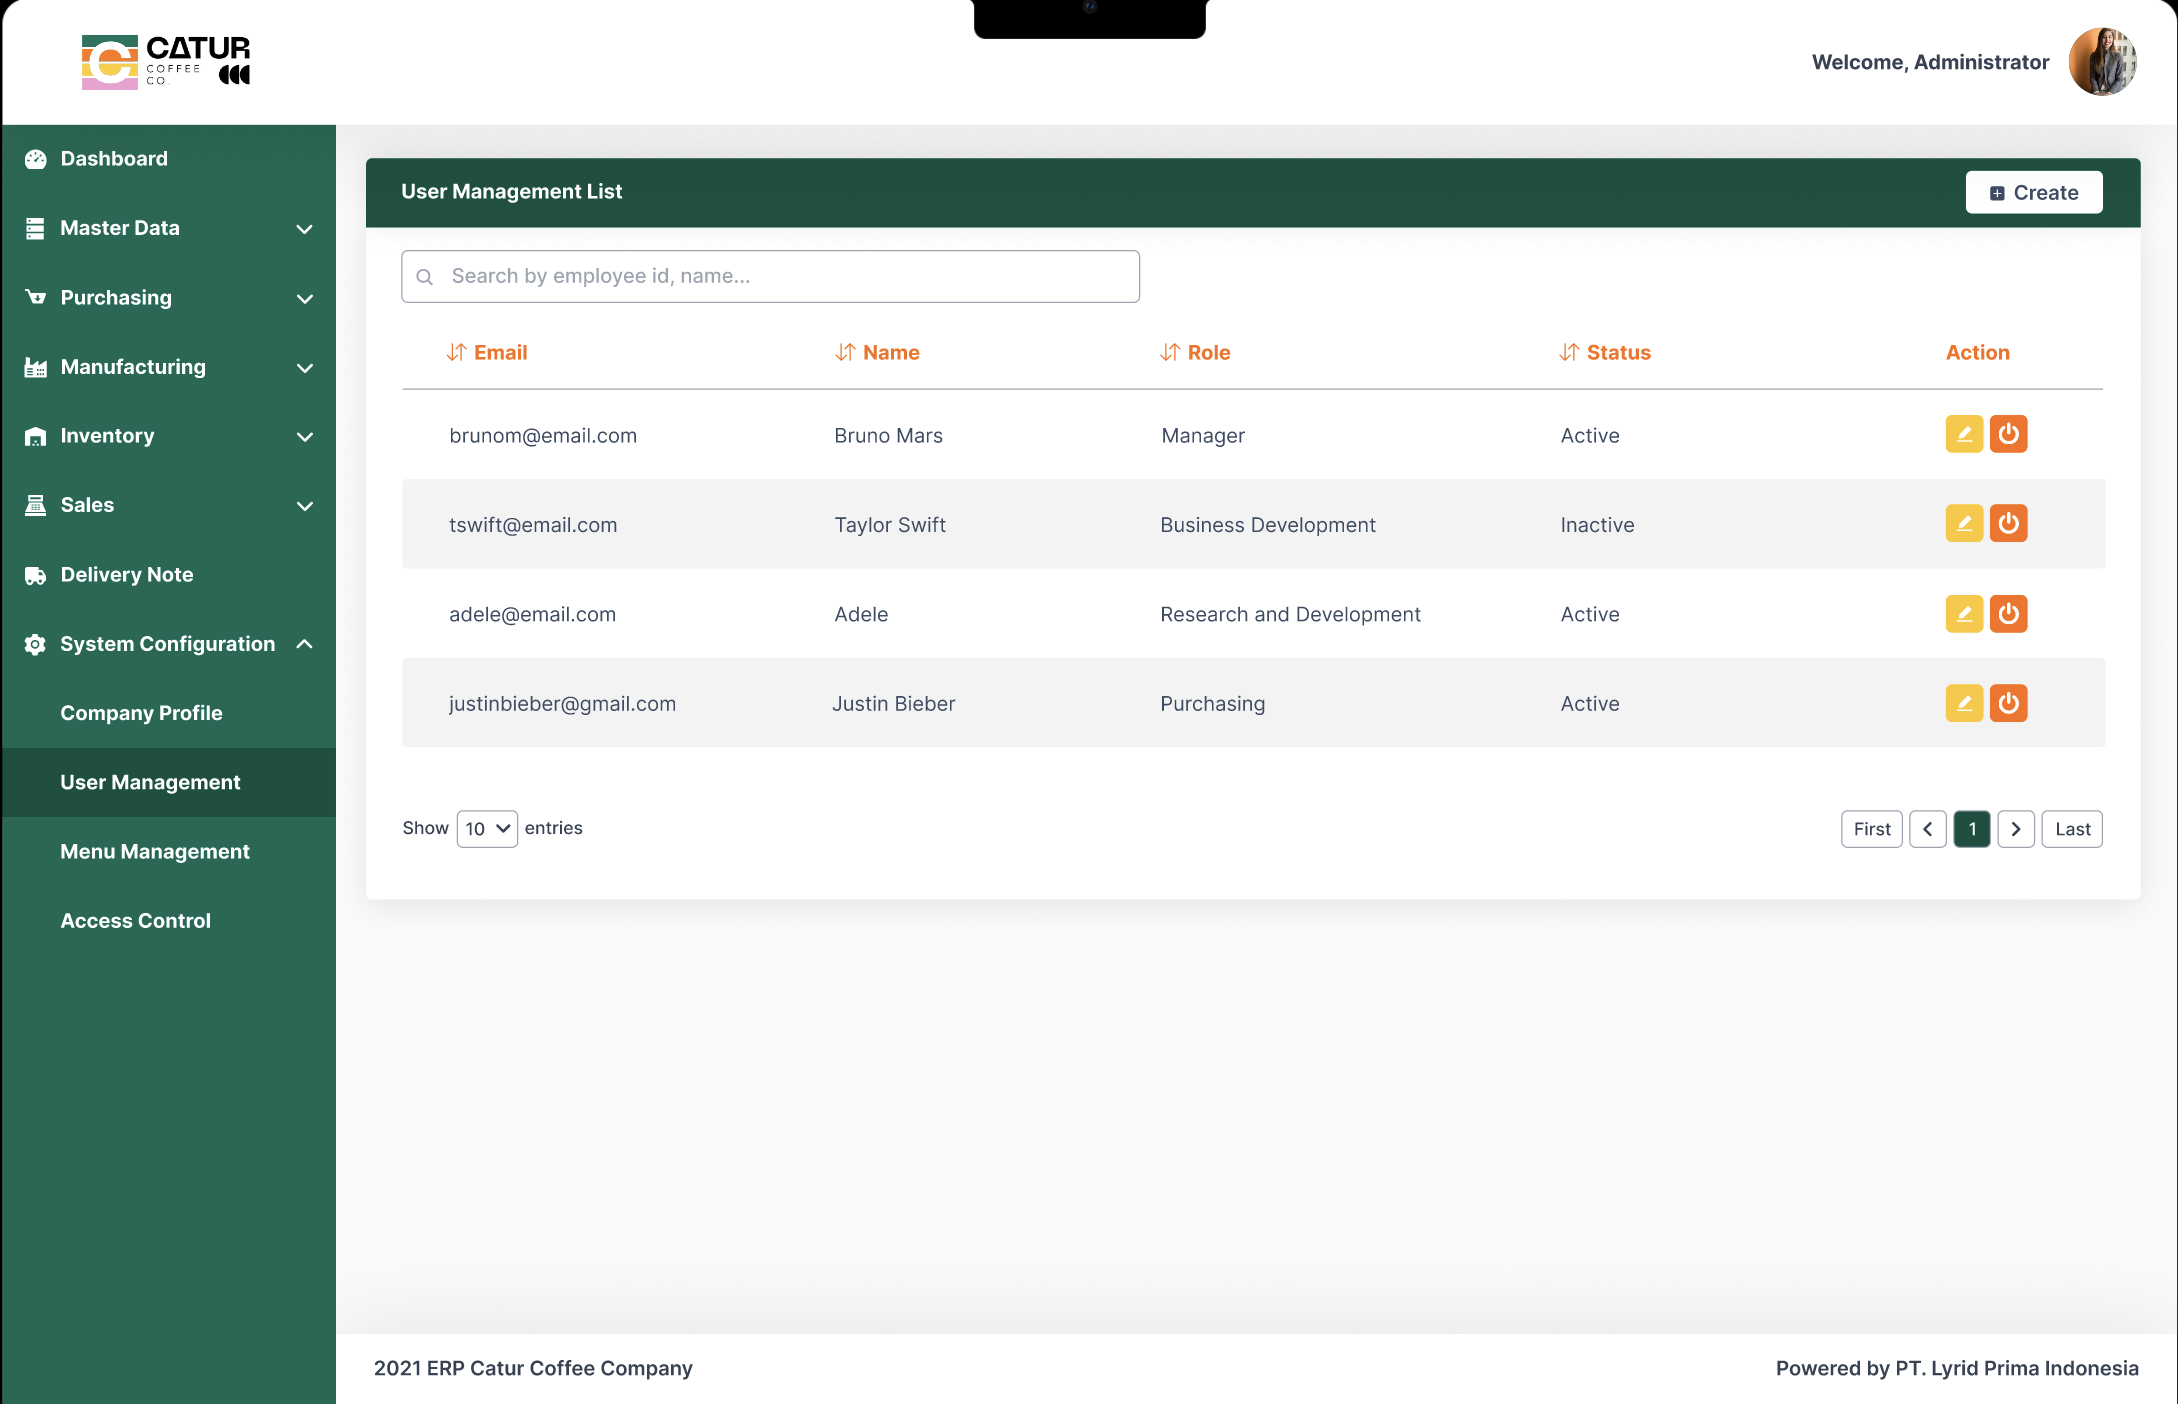 CATUR
COFFEE
CO.
Welcome, Administrator
Dashboard
Master Data
Purchasing
Manufacturing
Inventory
Sales
Delivery Note
System Configuration
Company Profile
User Management
Menu Management
Access Control
User Management List
Create
Search by employee id, name...
Email Name Role Status Action
brunom@email.com Bruno Mars Manager Active
tswift@email.com Taylor Swift Business Development Inactive
adele@email.com Adele Research and Development Active
justinbieber@gmail.com Justin Bieber Purchasing Active
Show 10 entries
First 1 Last
2021 ERP Catur Coffee Company
Powered by PT. Lyrid Prima Indonesia